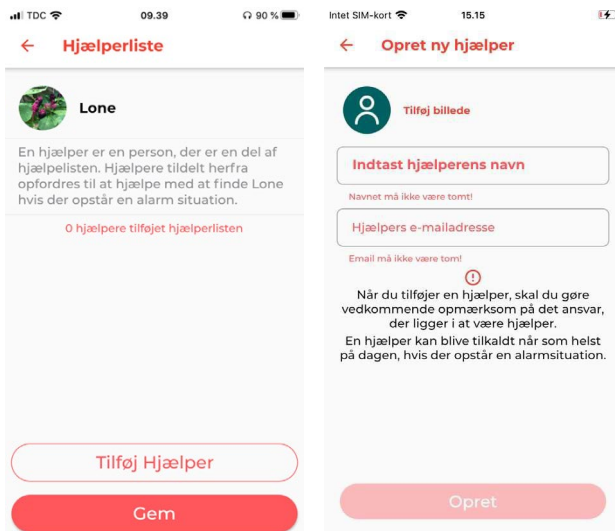 TDC 09.39 90 %
Hjælperliste
Lone
En hjælper er en person, der er en del af
hjælpelisten. Hjælpere tildelt herfra
opfordres til at hjælpe med at finde Lone
hvis der opstår en alarm situation.
0 hjælpere tilføjet hjælperlisten
Tilføj Hjælper
Gem
Intet SIM-kort 15.15
Opret ny hjælper
Tilføj billede
Indtast hjælperens navn
Navnet må ikke være tomt!
Hjælpers e-mailadresse
Email må ikke være tom!
Når du tilføjer en hjælper, skal du gøre
vedkommende opmærksom på det ansvar,
der ligger i at være hjælper.
En hjælper kan blive tilkaldt når som helst
på dagen, hvis der opstår en alarmsituation.
Opret